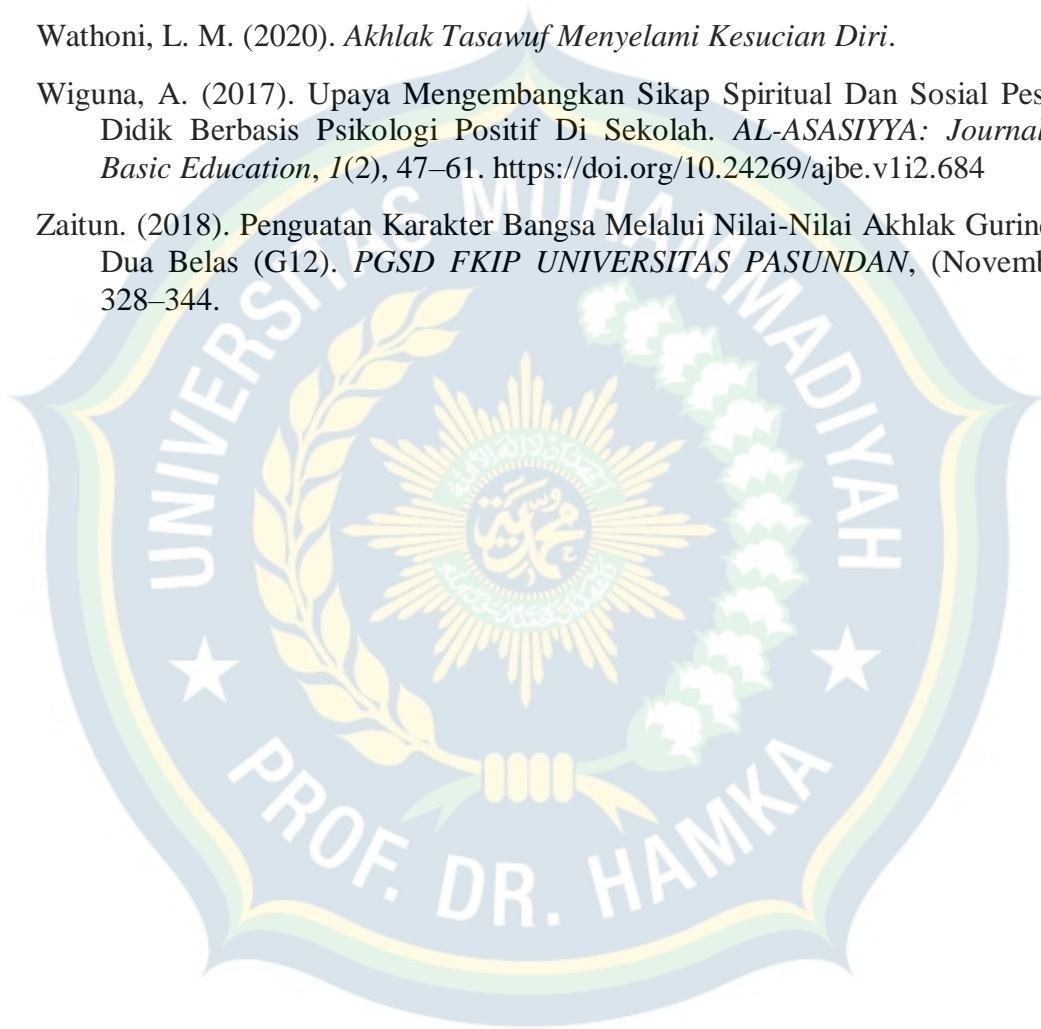 Wathoni, L. M. (2020). Akhlak Tasawuf Menyelami Kesucian Diri.
Wiguna, A. (2017). Upaya Mengembangkan Sikap Spiritual Dan Sosial Pes
Didik Berbasis Psikologi Positif Di Sekolah. AL-ASASIYYA: Journal
Basic Education, 1(2), 47–61. https://doi.org/10.24269/ajbe.v1i2.684
Zaitun. (2018). Penguatan Karakter Bangsa Melalui Nilai-Nilai Akhlak Gurin
Dua Belas (G12). PGSD FKIP UNIVERSITAS PASUNDAN, (Novemb
328–344.
UNIVERSITAS MUHAMMADIYAH
محمدية
PROF. DR. HAMKA